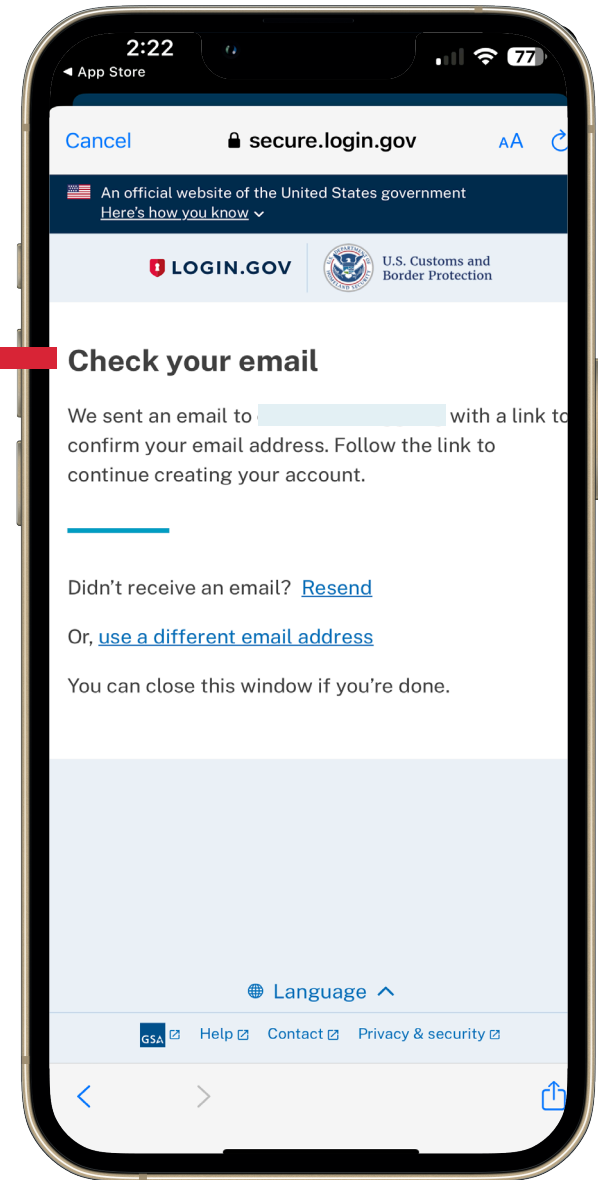 2:22
77
◀ App Store
Cancel
secure.login.gov
AA
An official website of the United States government
Here's how you know
LOGIN.GOV
U.S. Customs and
Border Protection
Check your email
We sent an email to with a link to
confirm your email address. Follow the link to
continue creating your account.
Didn't receive an email? Resend
Or, use a different email address
You can close this window if you're done.
Language
GSA Help Contact Privacy & security